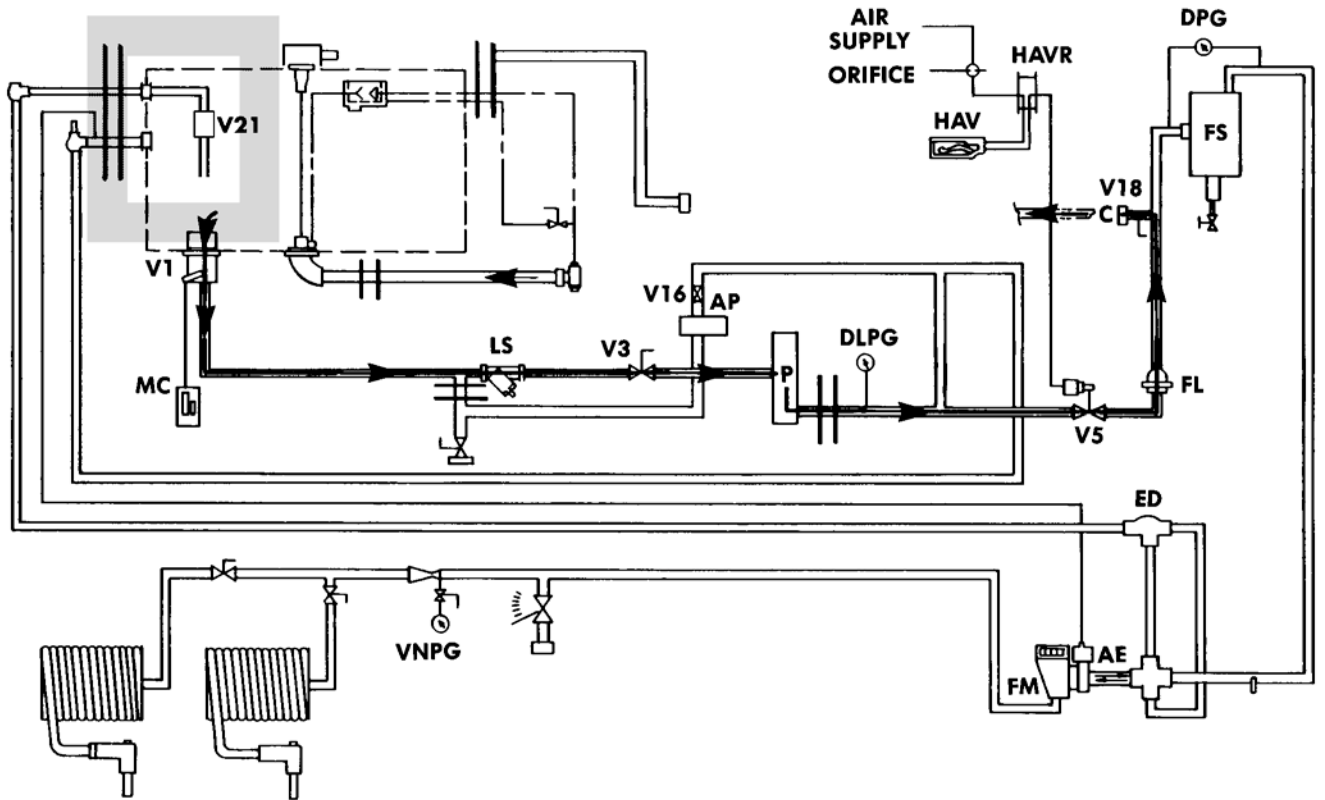 AIR
SUPPLY
ORIFICE
HAVR
DPG
HAV
FS
V21
V18
C
V1
V16
AP
LS
V3
DLPG
MC
P
FL
V5
ED
VNPG
AE
FM